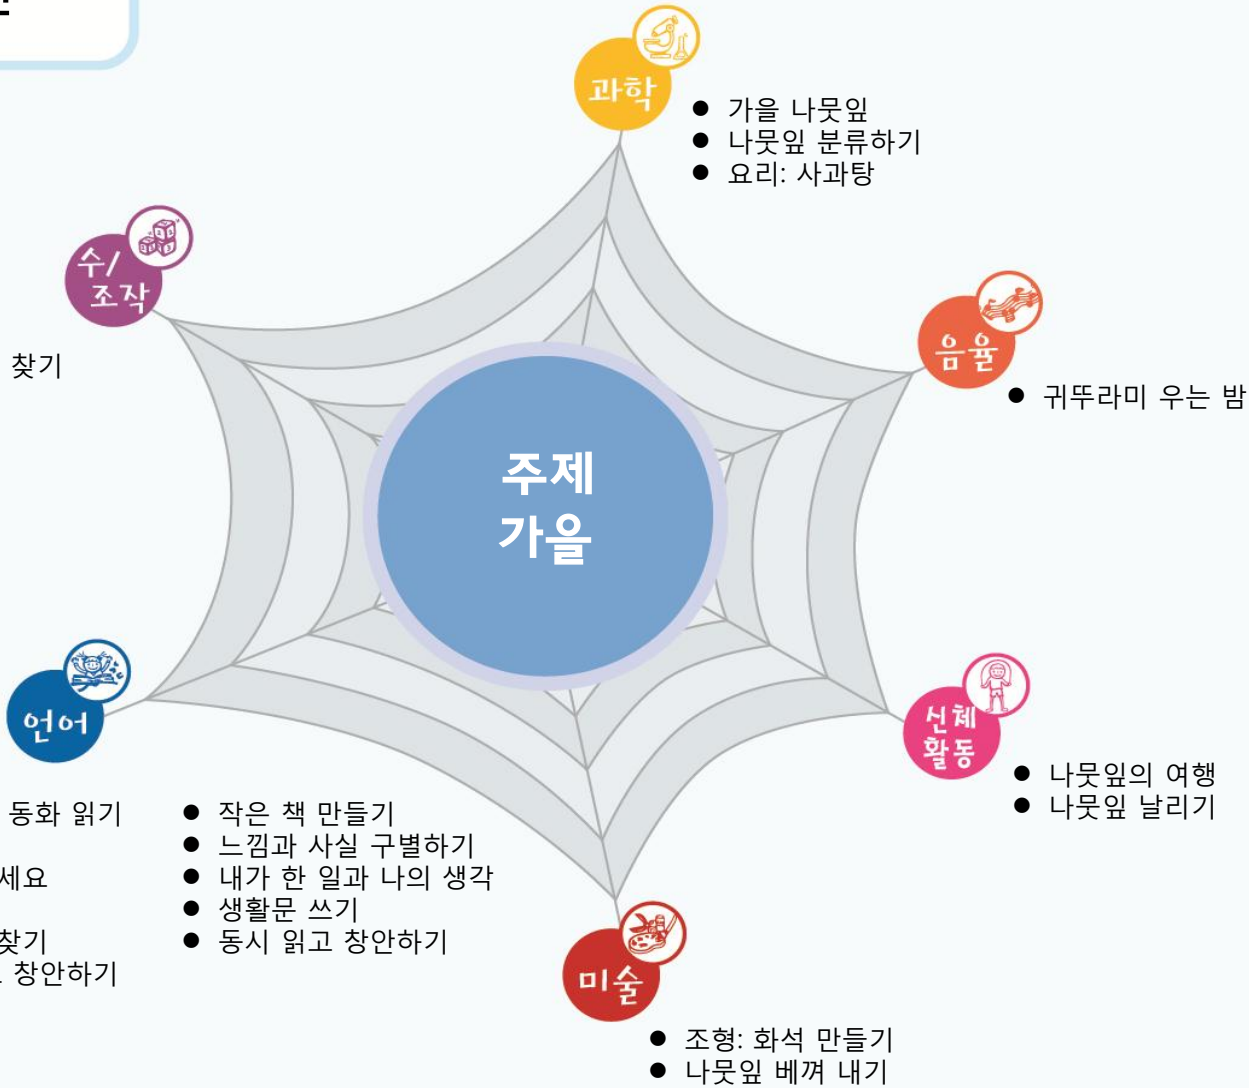 과학
가을 나뭇잎
나뭇잎 분류하기
요리: 사과탕
수/
조작
찾기
음율
귀뚜라미 우는 밤
주제
가을
언어
동화 읽기
세요
찾기
창안하기
작은 책 만들기
느낌과 사실 구별하기
내가 한 일과 나의 생각
생활문 쓰기
동시 읽고 창안하기
신체
활동
나뭇잎의 여행
나뭇잎 날리기
미술
조형: 화석 만들기
나뭇잎 베껴 내기